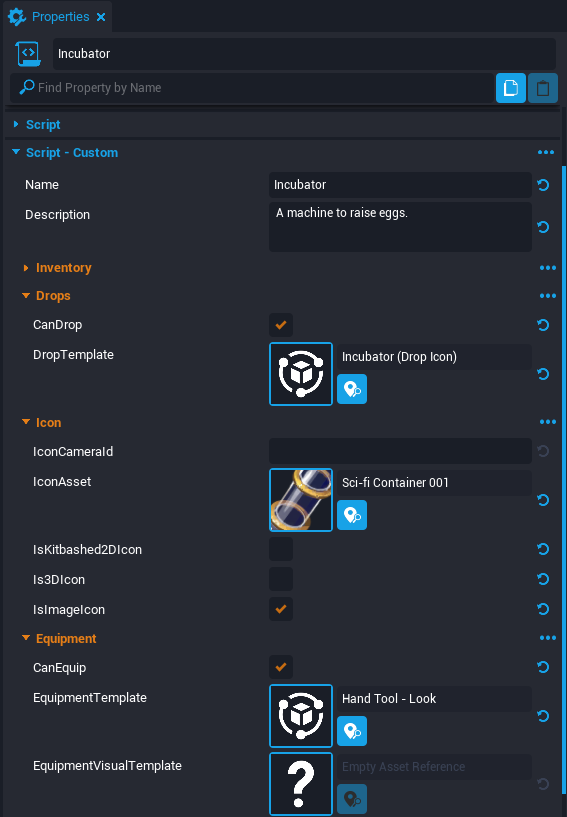 Properties
Incubator
Find Property by Name
Script
Script - Custom
Name Incubator
Description A machine to raise eggs.
Inventory
Drops
CanDrop
DropTemplate Incubator (Drop Icon)
Icon
IconCameraId
IconAsset Sci-fi Container 001
IsKitbashed2DIcon
Is3DIcon
IsImageIcon
Equipment
CanEquip
EquipmentTemplate Hand Tool - Look
EquipmentVisualTemplate Empty Asset Reference